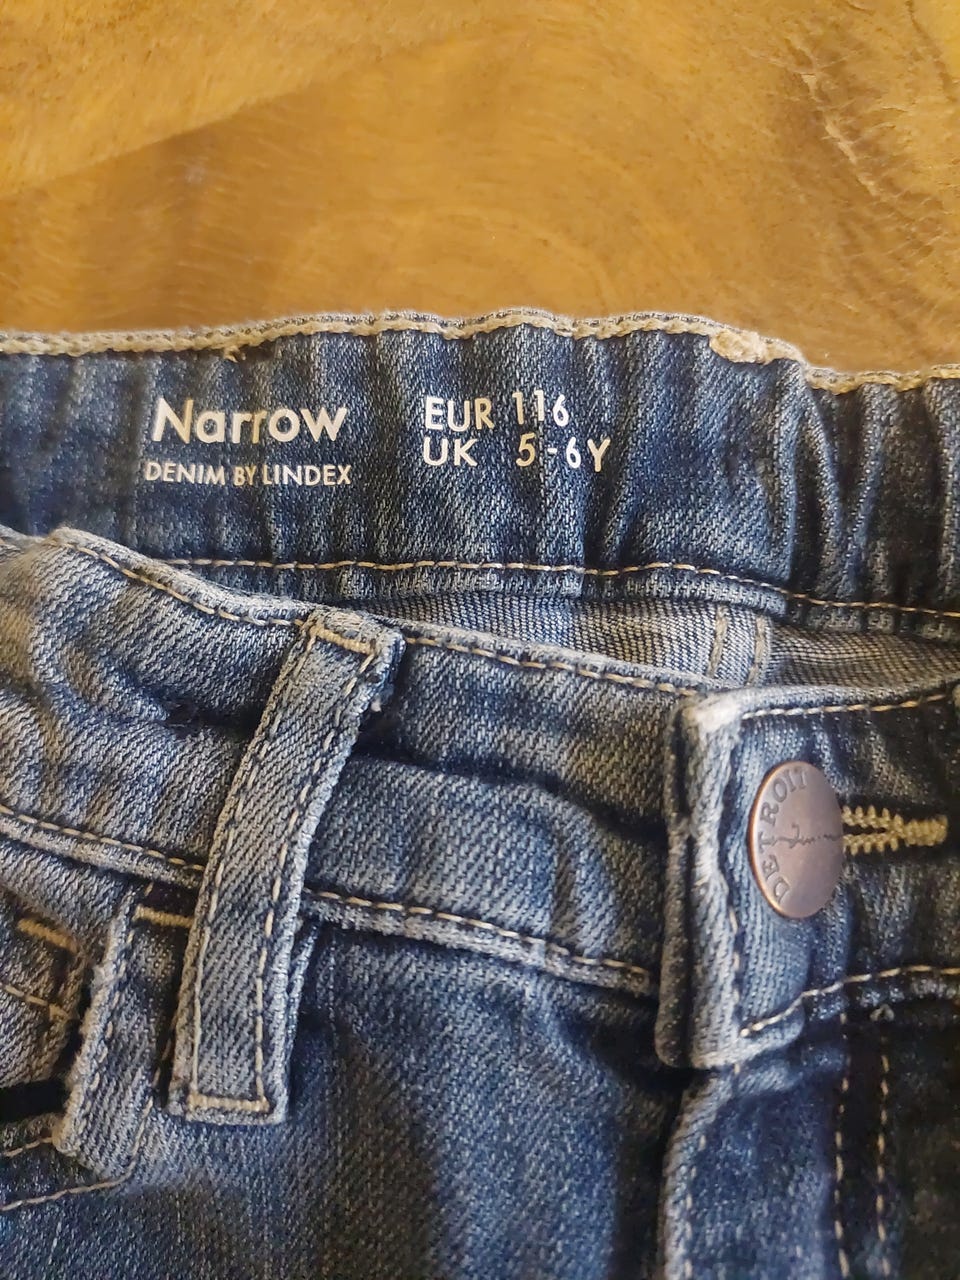 Narrow
DENIM BY LINDEX
EUR 116
UK 5-6Y
DETROIT